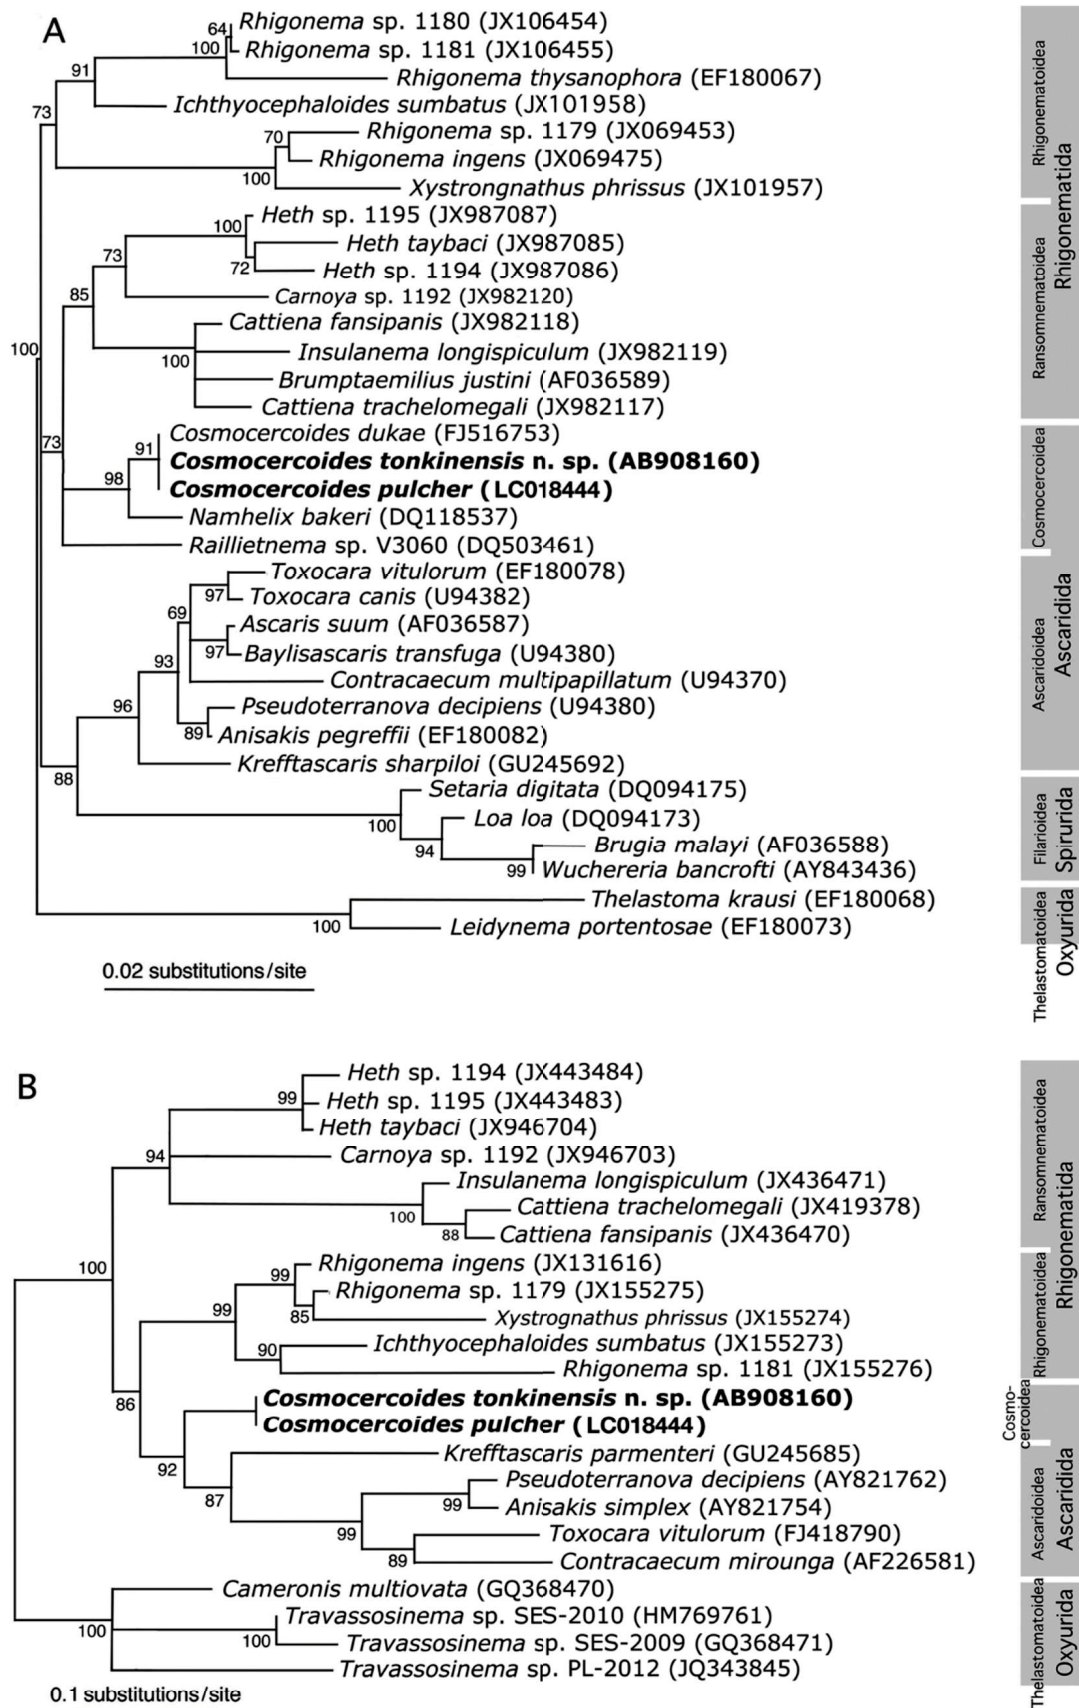 A
64
Rhigonema sp. 1180 (JX106454)
100
Rhigonema sp. 1181 (JX106455)
91
Rhigonema thysanophora (EF180067)
Ichthyocephaloides sumbatus (JX101958)
73
70
Rhigonema sp. 1179 (JX069453)
Rhigonema ingens (JX069475)
100
Xystrongnathus phrissus (JX101957)
Heth sp. 1195 (JX987087)
100
Heth taybaci (JX987085)
73
72
Heth sp. 1194 (JX987086)
85
Carnoya sp. 1192 (JX982120)
Cattiena fansipanis (JX982118)
100
100
Insulanema longispiculum (JX982119)
Brumptaemilius justini (AF036589)
Cattiena trachelomegali (JX982117)
73
91
Cosmocercoides dukae (FJ516753)
Cosmocercoides tonkinensis n. sp. (AB908160)
98
Cosmocercoides pulcher (LC018444)
Namhelix bakeri (DQ118537)
Raillietnema sp. V3060 (DQ503461)
Toxocara vitulorum (EF180078)
97
Toxocara canis (U94382)
69
Ascaris suum (AF036587)
97
Baylisascaris transfuga (U94380)
93
Contracaecum multipapillatum (U94370)
96
Pseudoterranova decipiens (U94380)
89
Anisakis pegreffii (EF180082)
Krefftascaris sharpiloi (GU245692)
88
Setaria digitata (DQ094175)
100
Loa loa (DQ094173)
94
Brugia malayi (AF036588)
99
Wuchereria bancrofti (AY843436)
Thelastoma krausi (EF180068)
100
Leidynema portentosae (EF180073)
0.02 substitutions/site
Rhigonematoidea
Ransomnematoidea
Rhigonematida
Cosmocercoidea
Ascaridoidea
Ascaridida
Filarioidea
Spirurida
Thelastomatoidea
Oxyurida
B
Heth sp. 1194 (JX443484)
99
Heth sp. 1195 (JX443483)
Heth taybaci (JX946704)
94
Carnoya sp. 1192 (JX946703)
Insulanema longispiculum (JX436471)
100
Cattiena trachelomegali (JX419378)
88
Cattiena fansipanis (JX436470)
100
Rhigonema ingens (JX131616)
99
Rhigonema sp. 1179 (JX155275)
99
85
Xystrognathus phrissus (JX155274)
Ichthyocephaloides sumbatus (JX155273)
90
Rhigonema sp. 1181 (JX155276)
86
Cosmocercoides tonkinensis n. sp. (AB908160)
Cosmocercoides pulcher (LC018444)
92
Krefftascaris parmenteri (GU245685)
87
Pseudoterranova decipiens (AY821762)
99
Anisakis simplex (AY821754)
99
Toxocara vitulorum (FJ418790)
89
Contracaecum mirounga (AF226581)
Cameronis multiovata (GQ368470)
Travassosinema sp. SES-2010 (HM769761)
100
100
Travassosinema sp. SES-2009 (GQ368471)
Travassosinema sp. PL-2012 (JQ343845)
0.1 substitutions/site
Ransomnematoidea
Rhigonematoidea
Rhigonematida
Cosmo-
cercoidea
Ascaridoidea
Ascaridida
Thelastomatoidea
Oxyurida